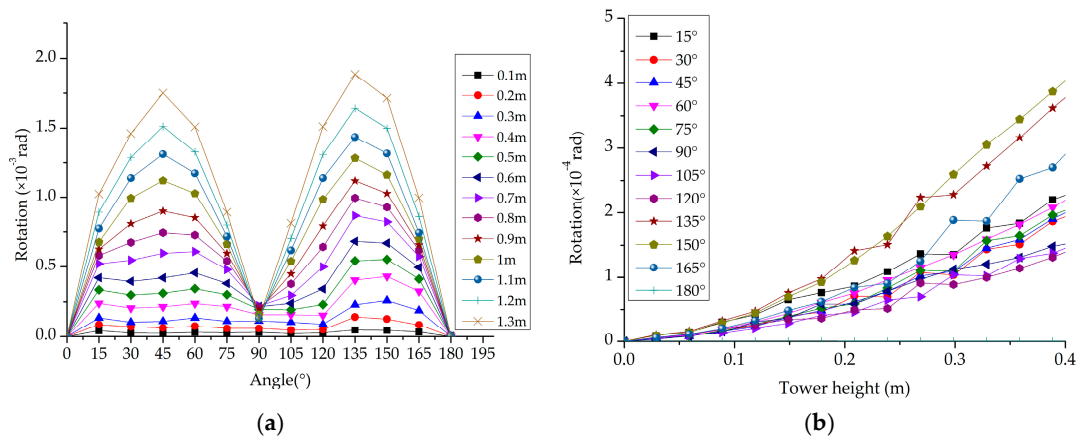 2.0
1.5
1.0
0.5
0.0
Rotation (×10⁻³ rad)
0 15 30 45 60 75 90 105 120 135 150 165 180 195
Angle(°)
0.1m
0.2m
0.3m
0.4m
0.5m
0.6m
0.7m
0.8m
0.9m
1m
1.1m
1.2m
1.3m
(a)
(b)
5
4
3
2
1
0
Rotation(×10⁻⁴ rad)
0.0 0.1 0.2 0.3 0.4
Tower height (m)
15°
30°
45°
60°
75°
90°
105°
120°
135°
150°
165°
180°